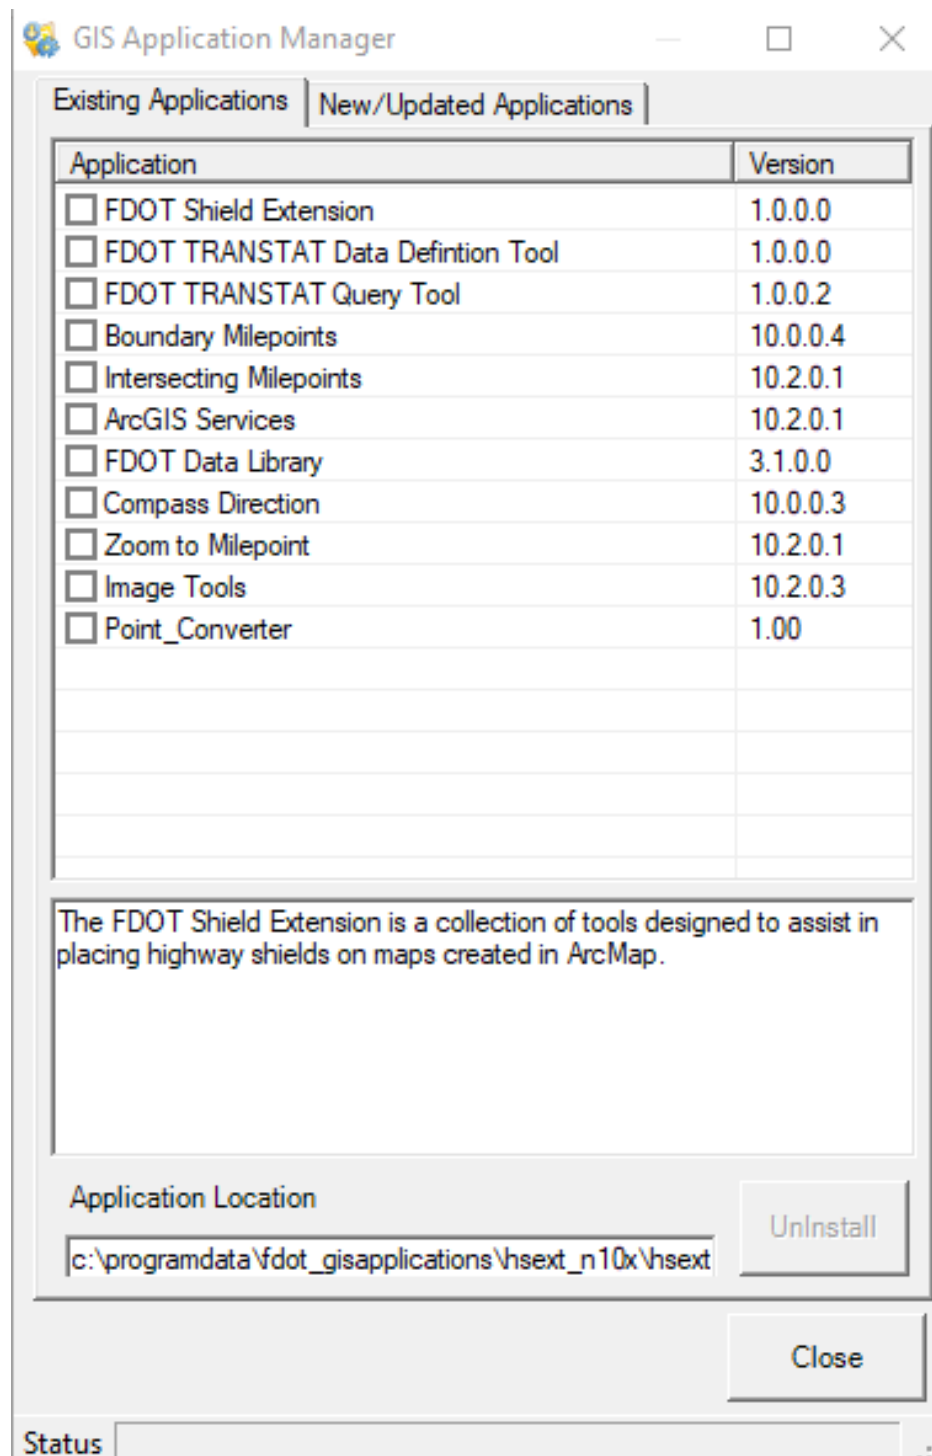 GIS Application Manager
Existing Applications New/Updated Applications
Application Version
FDOT Shield Extension 1.0.0.0
FDOT TRANSTAT Data Defintion Tool 1.0.0.0
FDOT TRANSTAT Query Tool 1.0.0.2
Boundary Milepoints 10.0.0.4
Intersecting Milepoints 10.2.0.1
ArcGIS Services 10.2.0.1
FDOT Data Library 3.1.0.0
Compass Direction 10.0.0.3
Zoom to Milepoint 10.2.0.1
Image Tools 10.2.0.3
Point_Converter 1.00
The FDOT Shield Extension is a collection of tools designed to assist in
placing highway shields on maps created in ArcMap.
Application Location
UnInstall
c:\programdata\fdot_gisapplications\hsext_n10x\hsext
Close
Status